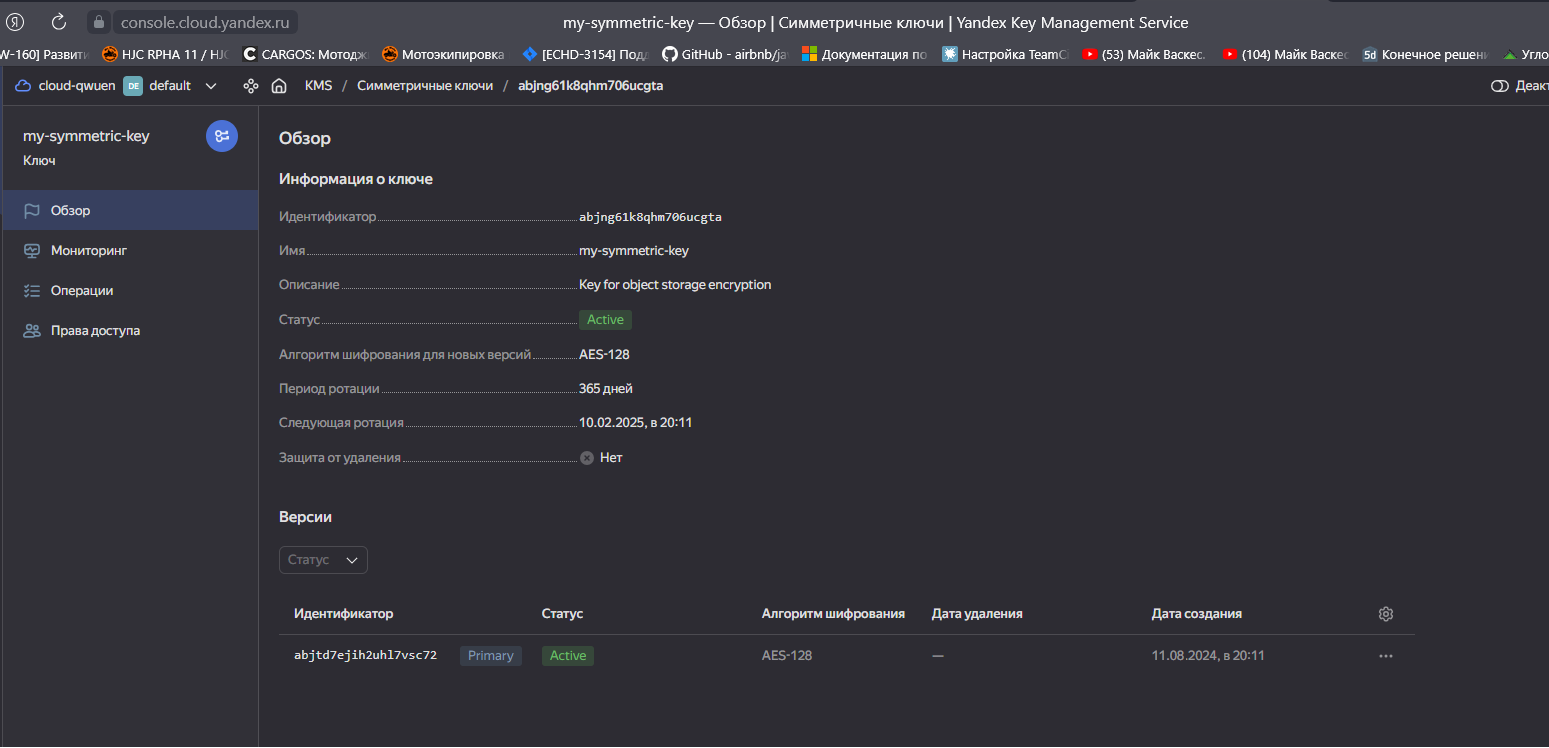 Я console.cloud.yandex.ru my-symmetric-key — Обзор | Симметричные ключи | Yandex Key Management Service
W-160] Развити HJC RPHA 11 / HJC CARGOS: Мотодж Мотоэкипировка [ECHD-3154] Под GitHub - airbnb/ja Документация по Настройка TeamCi (53) Майк Васкес. (104) Майк Васкес 5d Конечное решени Угло
cloud-qwuen DE default KMS / Симметричные ключи / abjng61k8qhm706ucgta Деакт
my-symmetric-key
Ключ
Обзор
Мониторинг
Операции
Права доступа
Обзор
Информация о ключе
Идентификатор abjng61k8qhm706ucgta
Имя my-symmetric-key
Описание Key for object storage encryption
Статус Active
Алгоритм шифрования для новых версий AES-128
Период ротации 365 дней
Следующая ротация 10.02.2025, в 20:11
Защита от удаления Нет
Версии
Статус
Идентификатор Статус Алгоритм шифрования Дата удаления Дата создания
abjtd7ejih2uhl7vsc72 Primary Active AES-128 — 11.08.2024, в 20:11